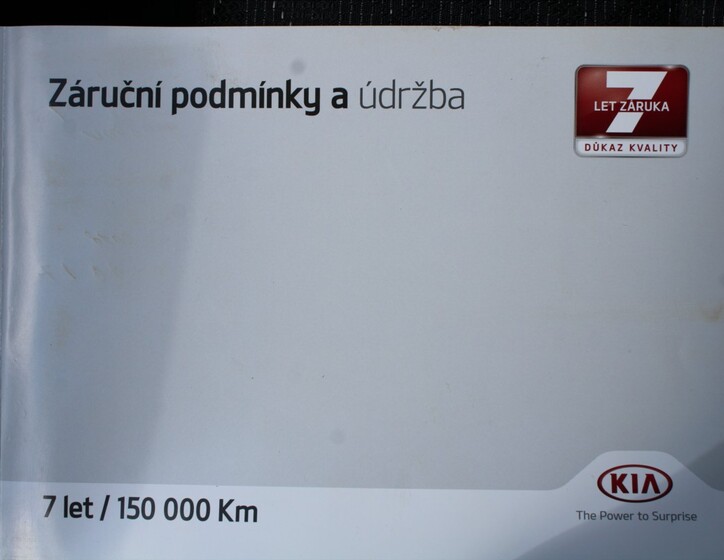 Záruční podmínky a údržba
7
LET ZÁRUKA
DŮKAZ KVALITY
7 let / 150 000 Km
KIA
The Power to Surprise